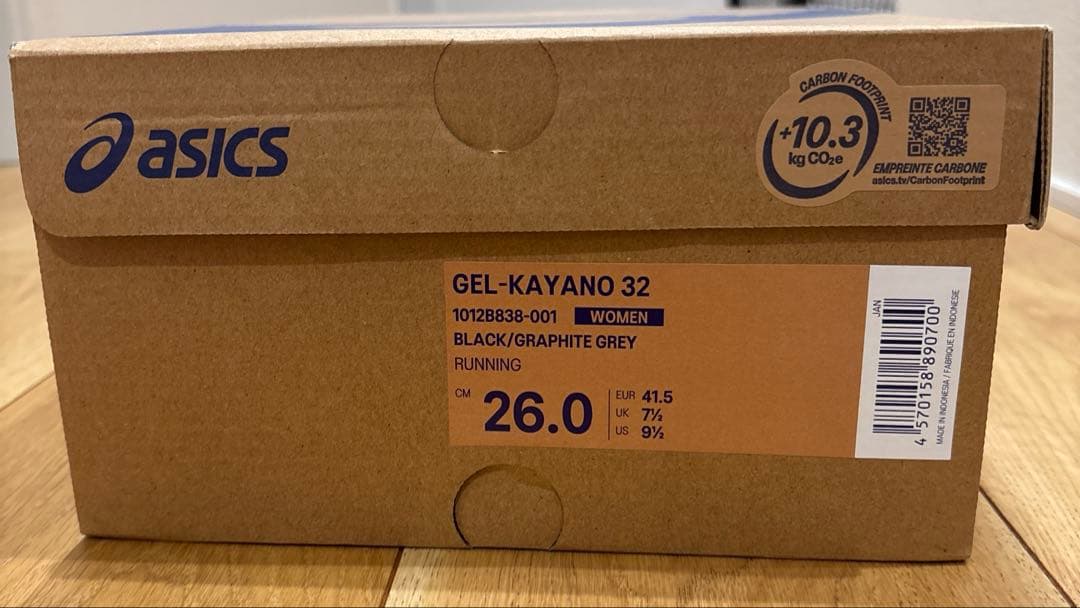 asics
CARBON FOOTPRINT
+10.3
kg CO₂e
EMPREINTE CARBONE
asics.tv/CarbonFootprint
GEL-KAYANO 32
1012B838-001 WOMEN
BLACK/GRAPHITE GREY
RUNNING
CM 26.0
EUR 41.5
UK 7½
US 9½
JAN
4 570158 890700
MADE IN INDONESIA / FABRIQUÉ EN INDONÉSIE